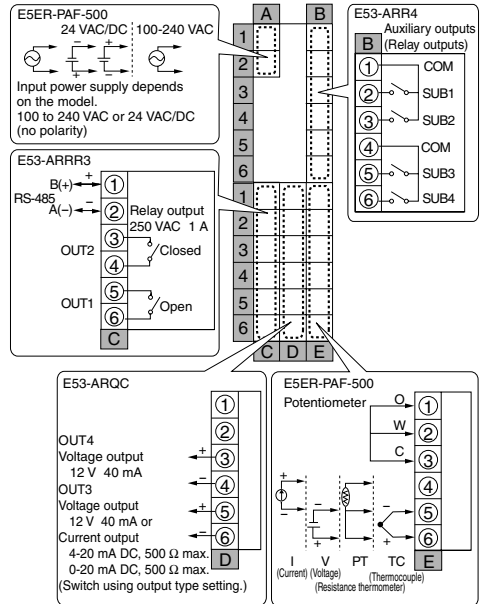 E5ER-PAF-500
24 VAC/DC
100-240 VAC
− − +
+ + −
Input power supply depends
on the model.
100 to 240 VAC or 24 VAC/DC
(no polarity)
A
B
1
2
3
4
5
6
1
2
3
4
5
6
C D E
E53-ARR4
Auxiliary outputs
(Relay outputs)
B
1 COM
2 SUB1
3 SUB2
4 COM
5 SUB3
6 SUB4
E53-ARRR3
B(+) + 1
RS-485
A(−) − 2
Relay output
250 VAC 1 A
3
OUT2 Closed
4
5
OUT1 Open
6
C
E53-ARQC
1
2
OUT4
Voltage output + 3
12 V 40 mA − 4
OUT3
Voltage output + 5
12 V 40 mA or
Current output − 6
4-20 mA DC, 500 Ω max.
0-20 mA DC, 500 Ω max.
D
(Switch using output type setting.)
E5ER-PAF-500
Potentiometer
O 1
W 2
C 3
4
+ − − 5
− + + 6
E
I V PT TC
(Current) (Voltage) (Thermocouple)
(Resistance thermometer)